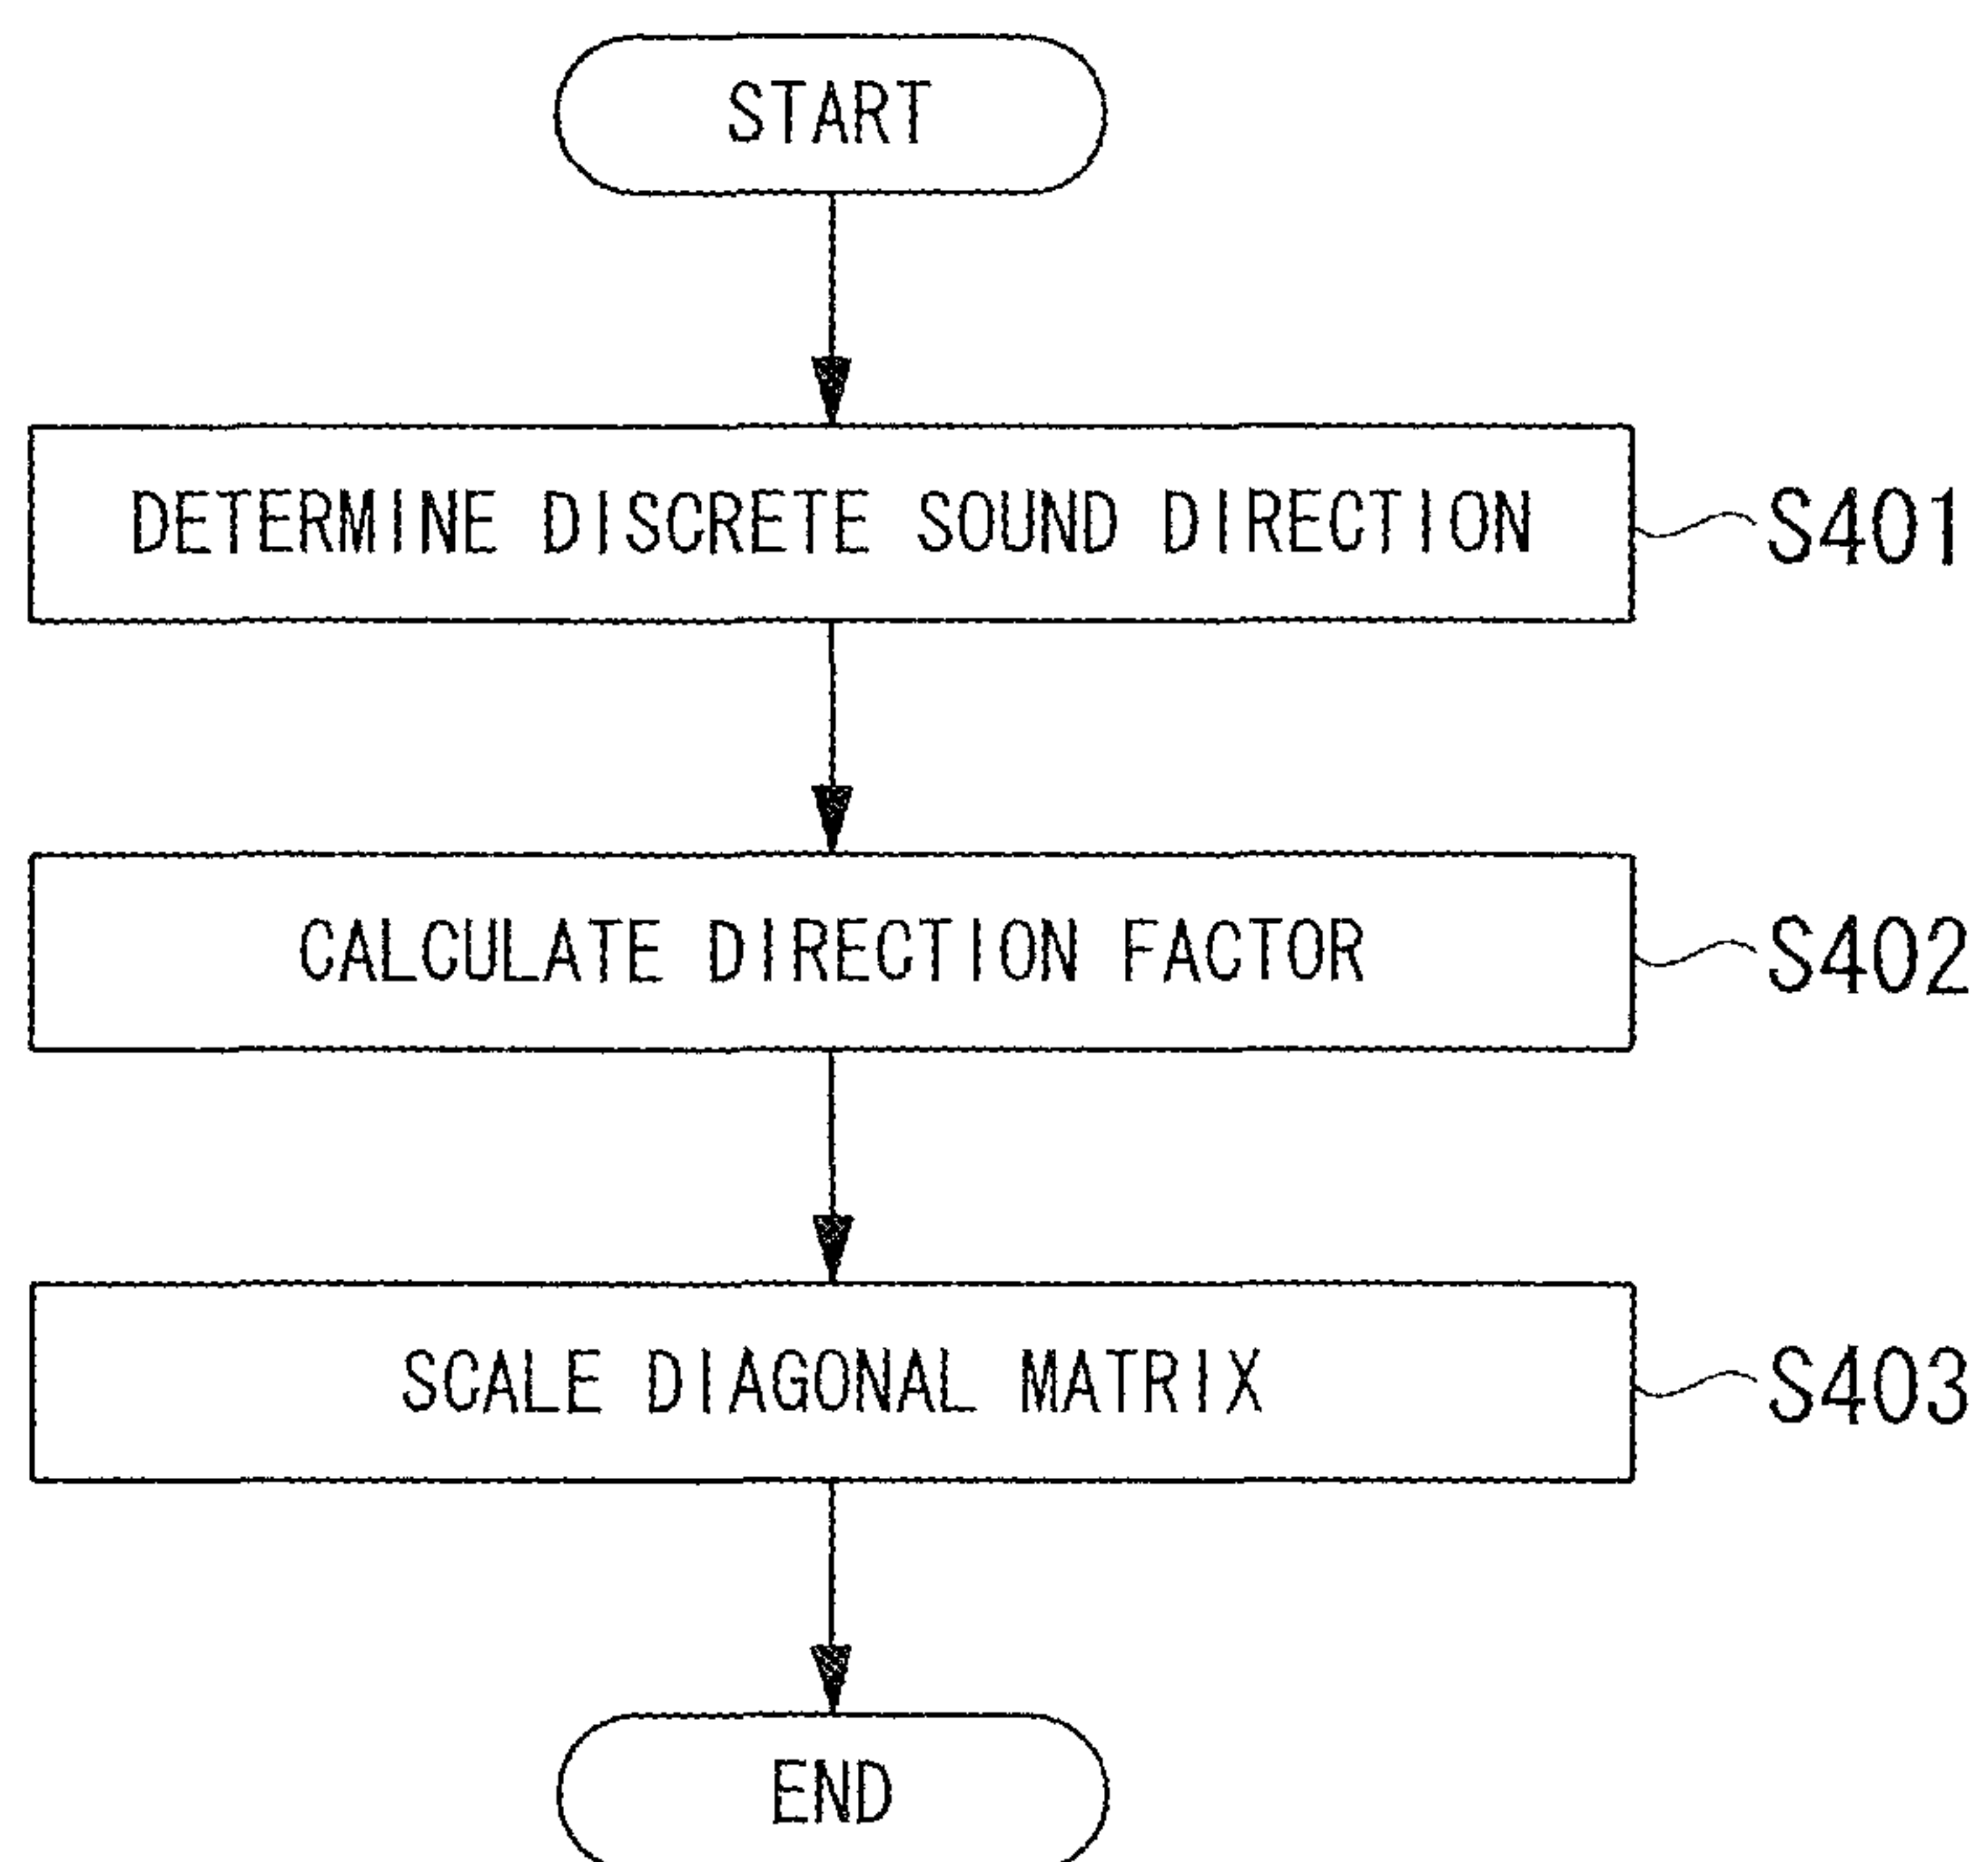 START
DETERMINE DISCRETE SOUND DIRECTION
S401
CALCULATE DIRECTION FACTOR
S402
SCALE DIAGONAL MATRIX
S403
END